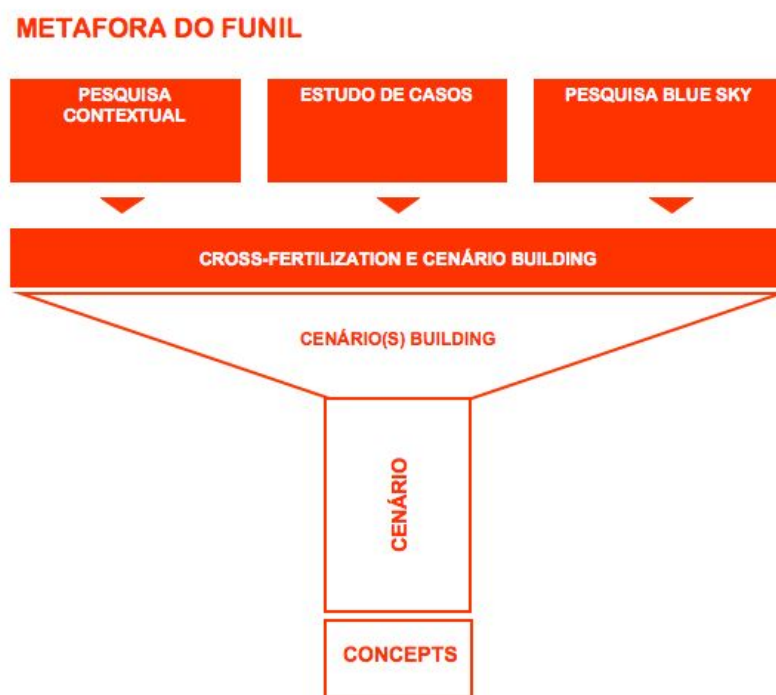 METAFORA DO FUNIL
PESQUISA
CONTEXTUAL
ESTUDO DE CASOS
PESQUISA BLUE SKY
CROSS-FERTILIZATION E CENÁRIO BUILDING
CENÁRIO(S) BUILDING
CENÁRIO
CONCEPTS